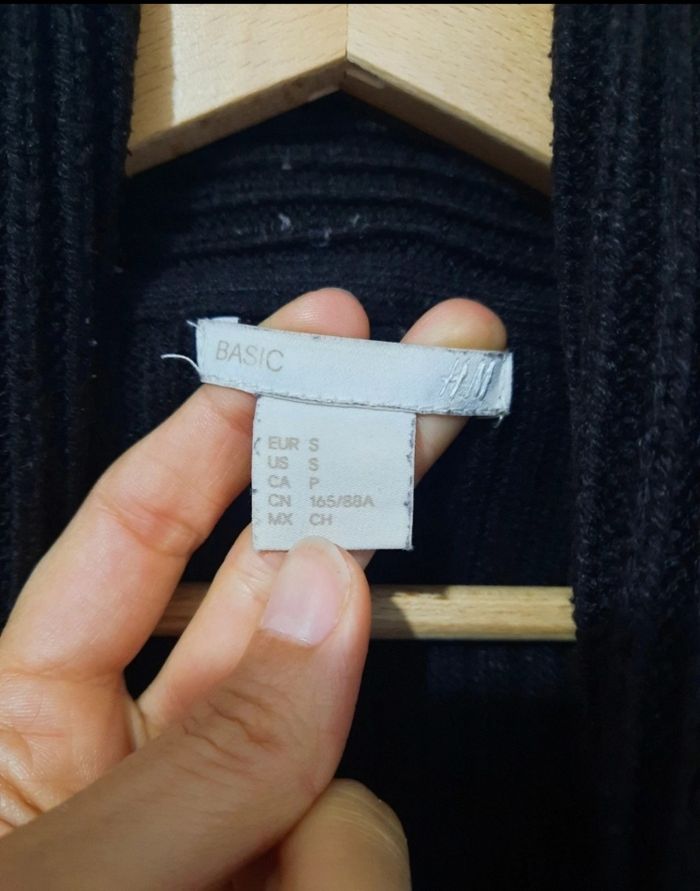 BASIC H&M
EUR S
US S
CA P
CN 165/88A
MX CH